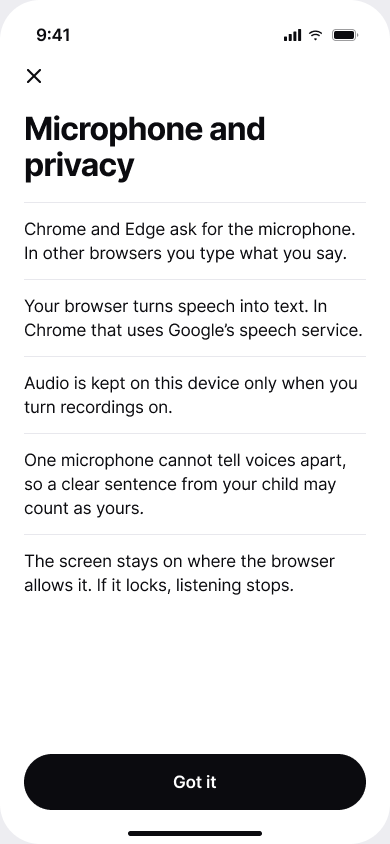 9:41
Microphone and
privacy
Chrome and Edge ask for the microphone.
In other browsers you type what you say.
Your browser turns speech into text. In
Chrome that uses Google’s speech service.
Audio is kept on this device only when you
turn recordings on.
One microphone cannot tell voices apart,
so a clear sentence from your child may
count as yours.
The screen stays on where the browser
allows it. If it locks, listening stops.
Got it